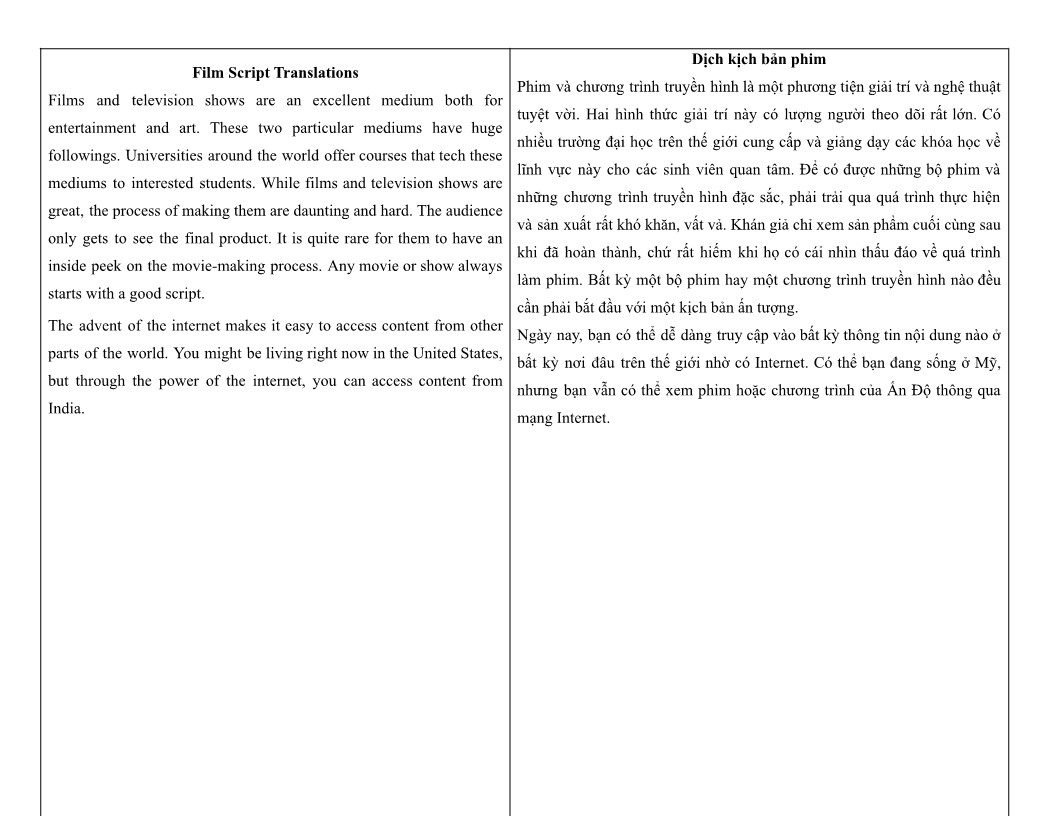 Film Script Translations
Films and television shows are an excellent medium both for
entertainment and art. These two particular mediums have huge
followings. Universities around the world offer courses that tech these
mediums to interested students. While films and television shows are
great, the process of making them are daunting and hard. The audience
only gets to see the final product. It is quite rare for them to have an
inside peek on the movie-making process. Any movie or show always
starts with a good script.
The advent of the internet makes it easy to access content from other
parts of the world. You might be living right now in the United States,
but through the power of the internet, you can access content from
India.
Dịch kịch bản phim
Phim và chương trình truyền hình là một phương tiện giải trí và nghệ thuật
tuyệt vời. Hai hình thức giải trí này có lượng người theo dõi rất lớn. Có
nhiều trường đại học trên thế giới cung cấp và giảng dạy các khóa học về
lĩnh vực này cho các sinh viên quan tâm. Để có được những bộ phim và
những chương trình truyền hình đặc sắc, phải trải qua quá trình thực hiện
và sản xuất rất khó khăn, vất vả. Khán giả chỉ xem sản phẩm cuối cùng sau
khi đã hoàn thành, chứ rất hiếm khi họ có cái nhìn thấu đáo về quá trình
làm phim. Bất kỳ một bộ phim hay một chương trình truyền hình nào đều
cần phải bắt đầu với một kịch bản ấn tượng.
Ngày nay, bạn có thể dễ dàng truy cập vào bất kỳ thông tin nội dung nào ở
bất kỳ nơi đâu trên thế giới nhờ có Internet. Có thể bạn đang sống ở Mỹ,
nhưng bạn vẫn có thể xem phim hoặc chương trình của Ấn Độ thông qua
mạng Internet.